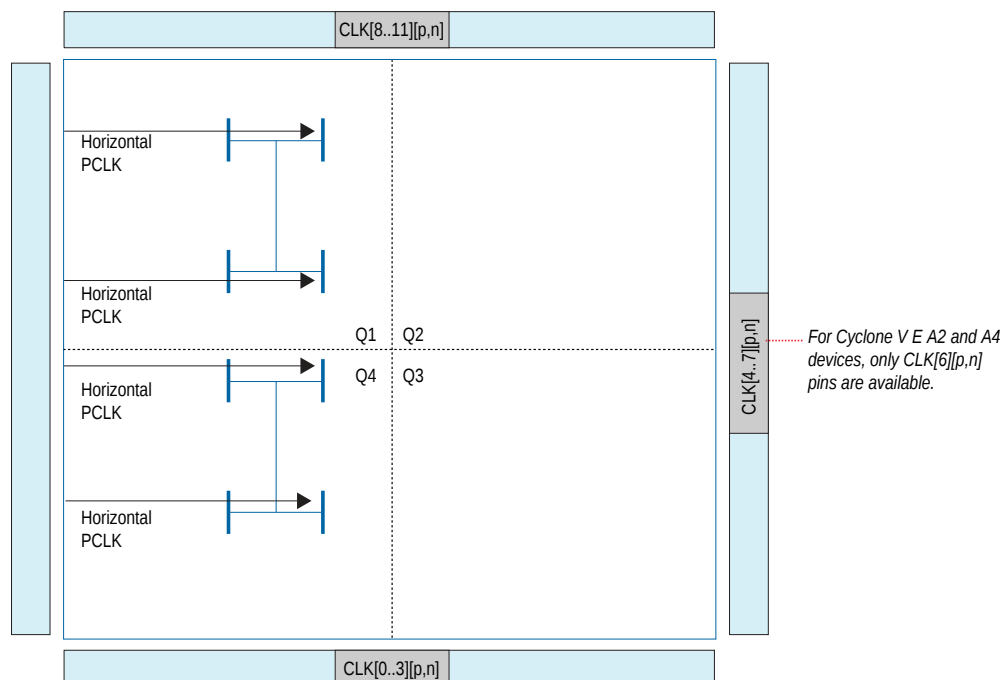 CLK[8..11][p,n]
Horizontal
PCLK
Horizontal
PCLK
Q1
Q2
Q4
Q3
Horizontal
PCLK
Horizontal
PCLK
CLK[4..7][p,n]
For Cyclone V E A2 and A4
devices, only CLK[6][p,n]
pins are available.
CLK[0..3][p,n]